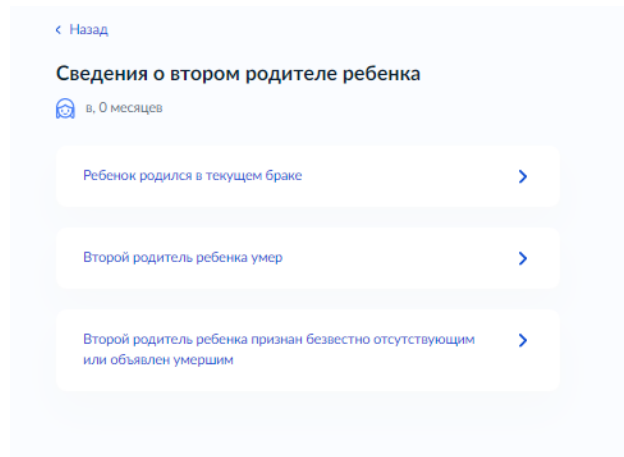 Назад
Сведения о втором родителе ребенка
в, 0 месяцев
Ребенок родился в текущем браке
Второй родитель ребенка умер
Второй родитель ребенка признан безвестно отсутствующим
или объявлен умершим